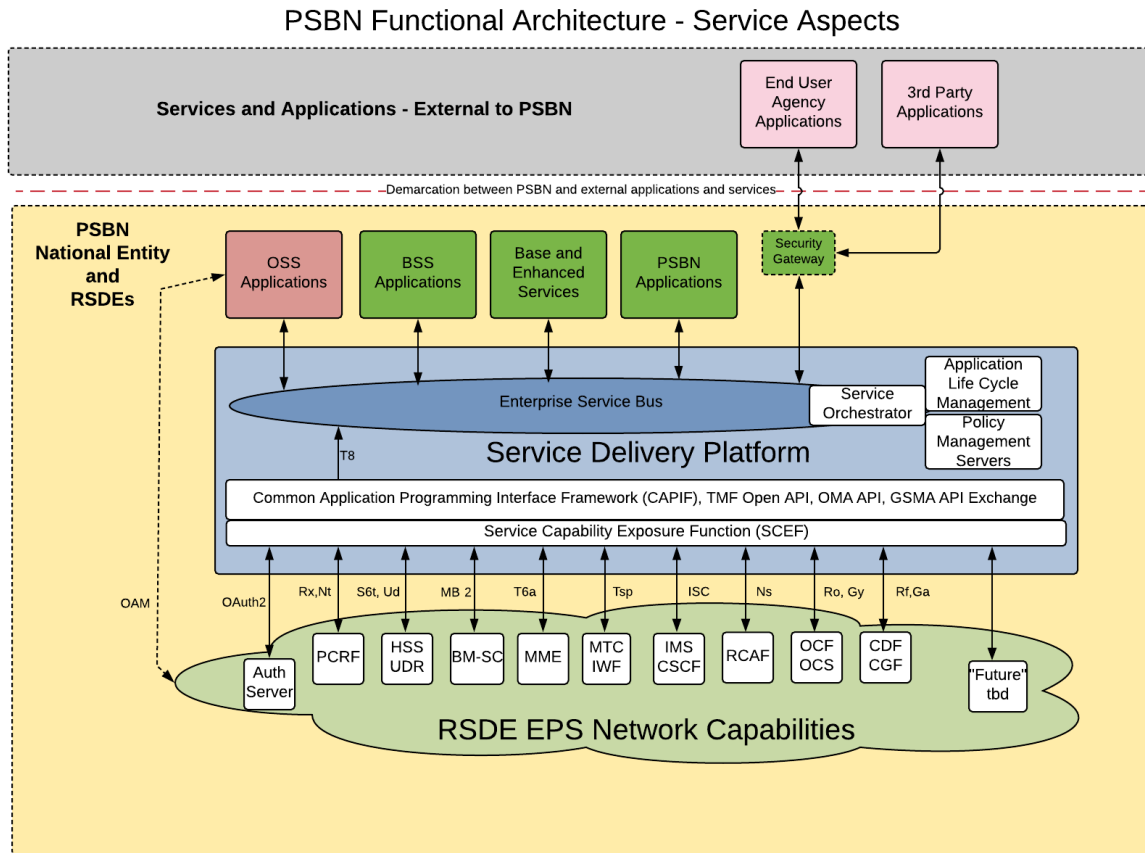 PSBN Functional Architecture - Service Aspects
Services and Applications - External to PSBN
End User
Agency
Applications
3rd Party
Applications
Demarcation between PSBN and external applications and services
PSBN
National Entity
and
RSDEs
OSS
Applications
BSS
Applications
Base and
Enhanced
Services
PSBN
Applications
Security
Gateway
Enterprise Service Bus
Service
Orchestrator
Application
Life Cycle
Management
Policy
Management
Servers
Service Delivery Platform
T8
Common Application Programming Interface Framework (CAPIF), TMF Open API, OMA API, GSMA API Exchange
Service Capability Exposure Function (SCEF)
OAM
OAuth2
Rx,Nt
S6t, Ud
MB 2
T6a
Tsp
ISC
Ns
Ro, Gy
Rf,Ga
Auth
Server
PCRF
HSS
UDR
BM-SC
MME
MTC
IWF
IMS
CSCF
RCAF
OCF
OCS
CDF
CGF
"Future"
tbd
RSDE EPS Network Capabilities